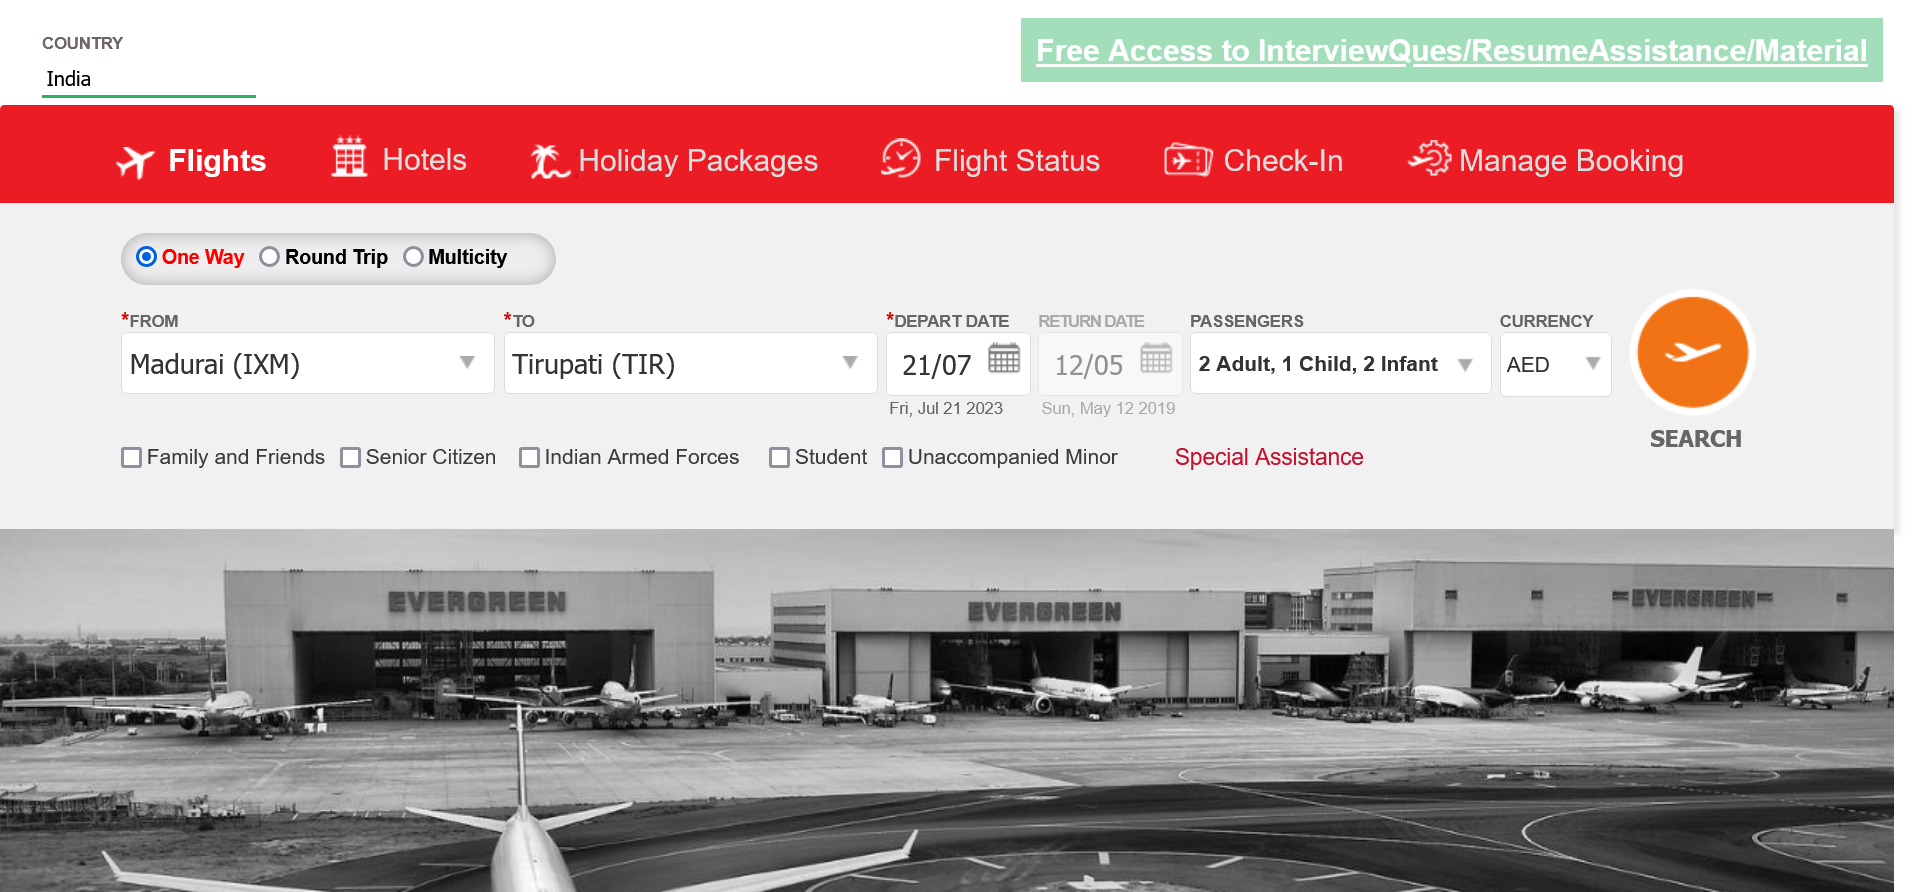 COUNTRY
India
Free Access to InterviewQues/ResumeAssistance/Material
Flights
Hotels
Holiday Packages
Flight Status
Check-In
Manage Booking
One Way
Round Trip
Multicity
*FROM
*TO
*DEPART DATE
RETURN DATE
PASSENGERS
CURRENCY
Madurai (IXM)
Tirupati (TIR)
21/07
12/05
2 Adult, 1 Child, 2 Infant
AED
Fri, Jul 21 2023
Sun, May 12 2019
SEARCH
Family and Friends
Senior Citizen
Indian Armed Forces
Student
Unaccompanied Minor
Special Assistance
EVERGREEN
EVERGREEN
EVERGREEN